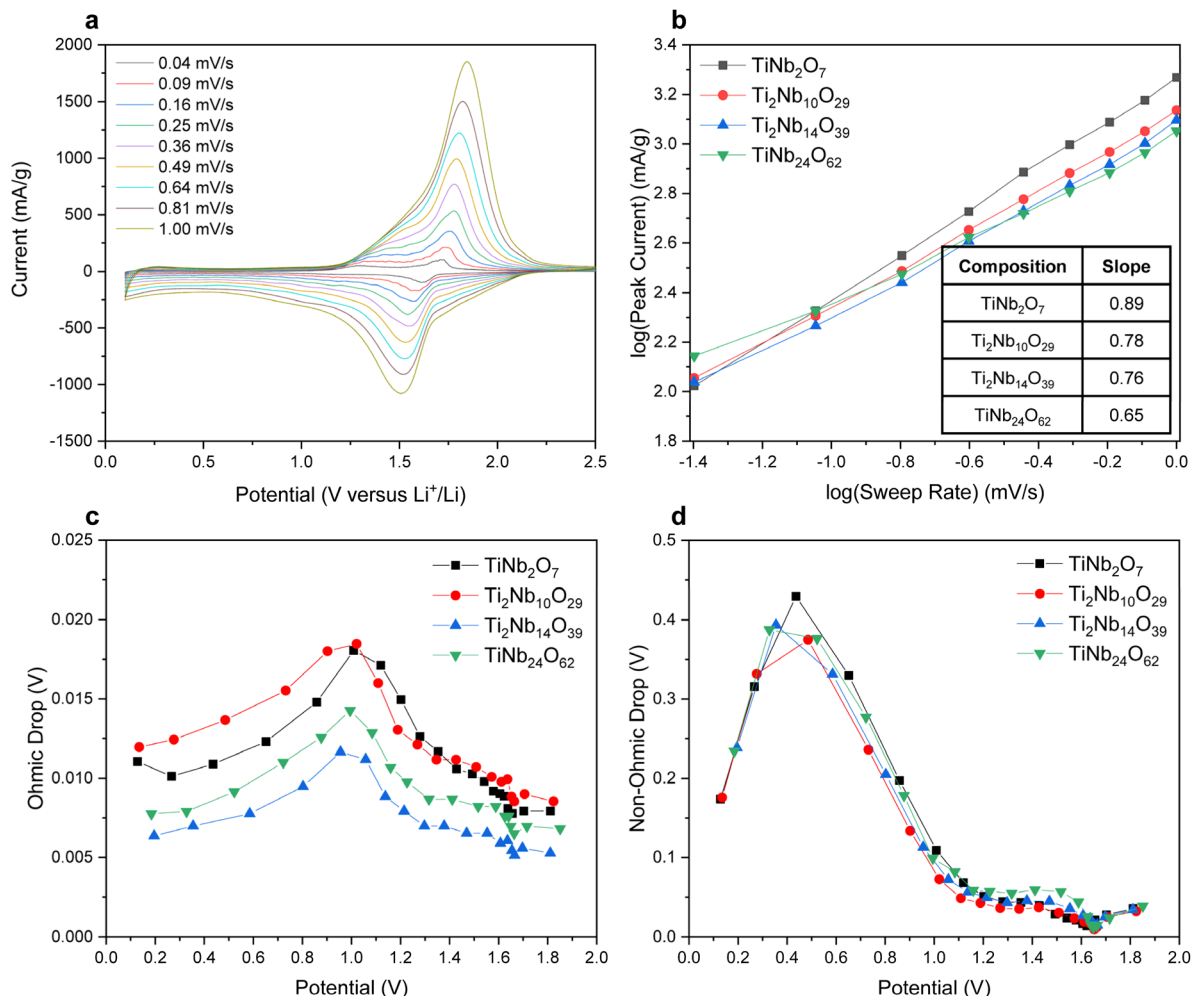 a
Current (mA/g)
2000
1500
1000
500
0
-500
-1000
-1500
0.04 mV/s
0.09 mV/s
0.16 mV/s
0.25 mV/s
0.36 mV/s
0.49 mV/s
0.64 mV/s
0.81 mV/s
1.00 mV/s
0.0 0.5 1.0 1.5 2.0 2.5
Potential (V versus Li⁺/Li)
b
log(Peak Current) (mA/g)
3.4
3.2
3.0
2.8
2.6
2.4
2.2
2.0
1.8
TiNb₂O₇
Ti₂Nb₁₀O₂₉
Ti₂Nb₁₄O₃₉
TiNb₂₄O₆₂
Composition Slope
TiNb₂O₇ 0.89
Ti₂Nb₁₀O₂₉ 0.78
Ti₂Nb₁₄O₃₉ 0.76
TiNb₂₄O₆₂ 0.65
-1.4 -1.2 -1.0 -0.8 -0.6 -0.4 -0.2 0.0
log(Sweep Rate) (mV/s)
c
Ohmic Drop (V)
0.025
0.020
0.015
0.010
0.005
0.000
TiNb₂O₇
Ti₂Nb₁₀O₂₉
Ti₂Nb₁₄O₃₉
TiNb₂₄O₆₂
0.0 0.2 0.4 0.6 0.8 1.0 1.2 1.4 1.6 1.8 2.0
Potential (V)
d
Non-Ohmic Drop (V)
0.5
0.4
0.3
0.2
0.1
0.0
TiNb₂O₇
Ti₂Nb₁₀O₂₉
Ti₂Nb₁₄O₃₉
TiNb₂₄O₆₂
0.0 0.2 0.4 0.6 0.8 1.0 1.2 1.4 1.6 1.8 2.0
Potential (V)